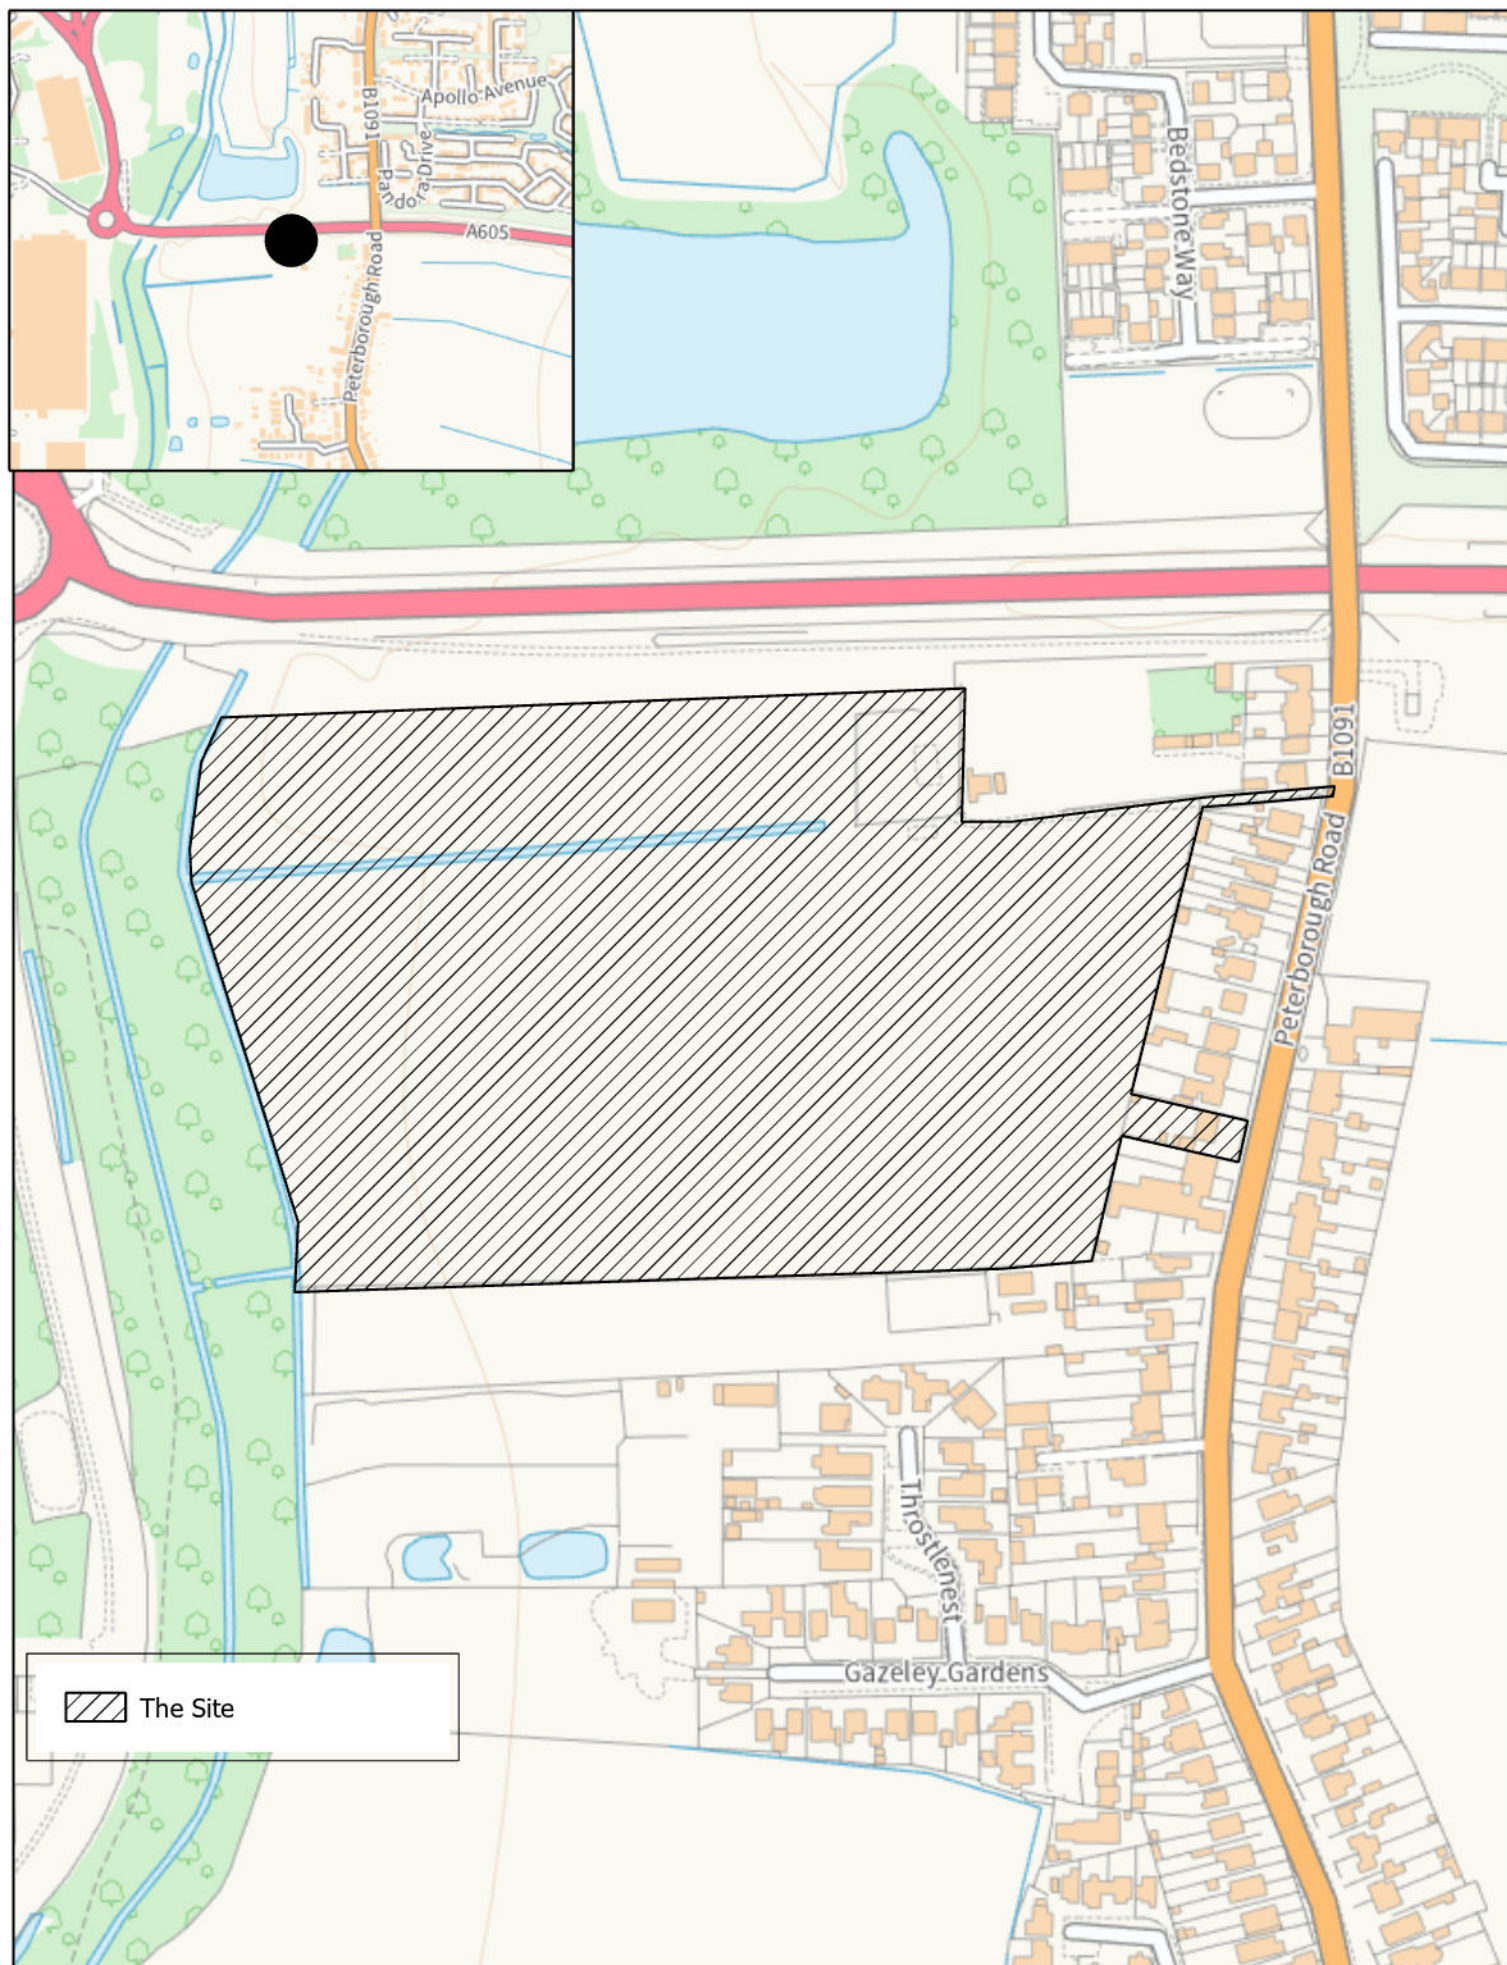 Apollo Avenue
B1091
Pandora Drive
A605
Peterborough Road
Bedstone Way
B1091
Peterborough Road
Throstlenest
Gazeley Gardens
The Site